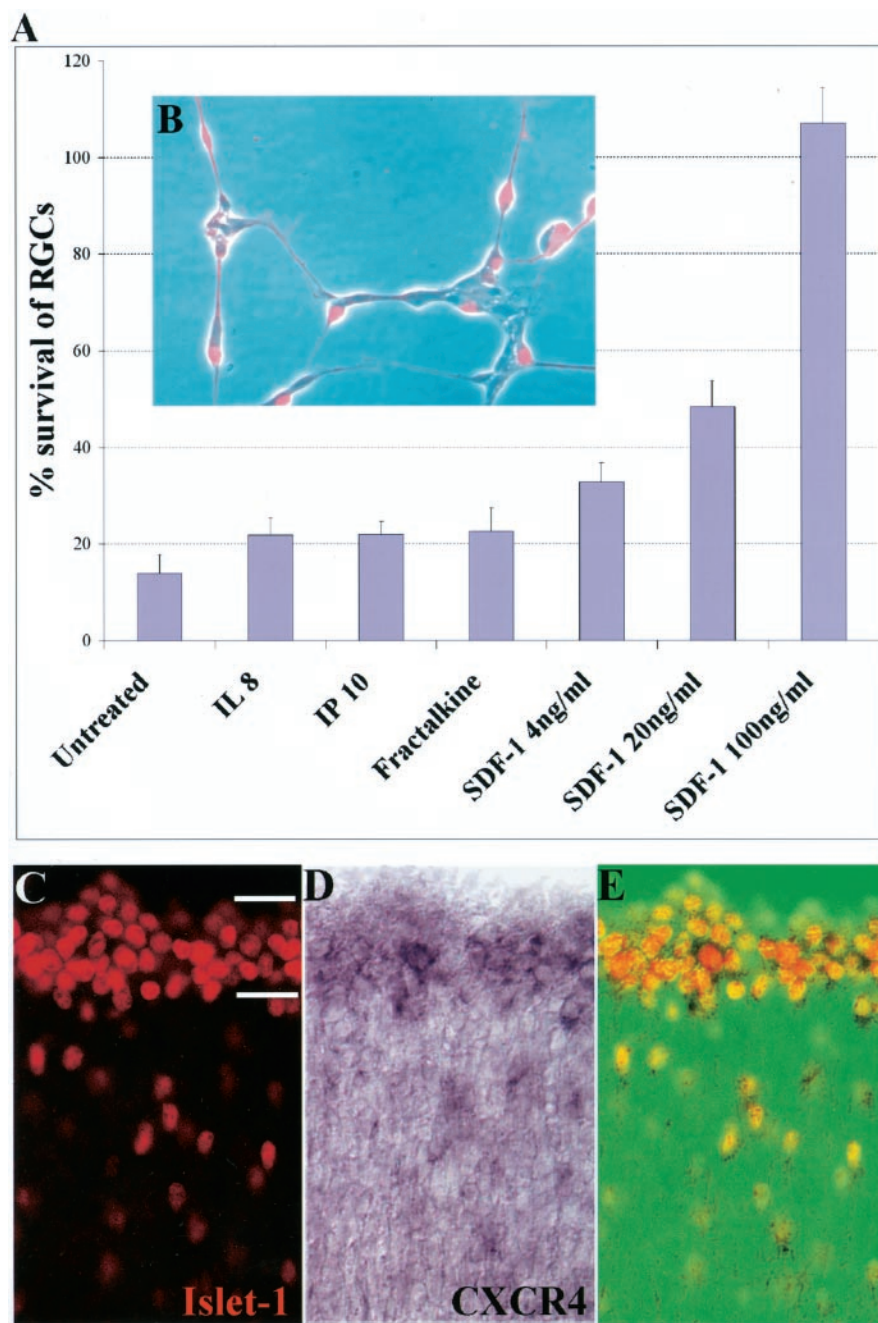 A
120
100
80
60
40
20
0
% survival of RGCs
B
Untreated
IL 8
IP 10
Fractalkine
SDF-1 4ng/ml
SDF-1 20ng/ml
SDF-1 100ng/ml
C
D
E
Islet-1
CXCR4